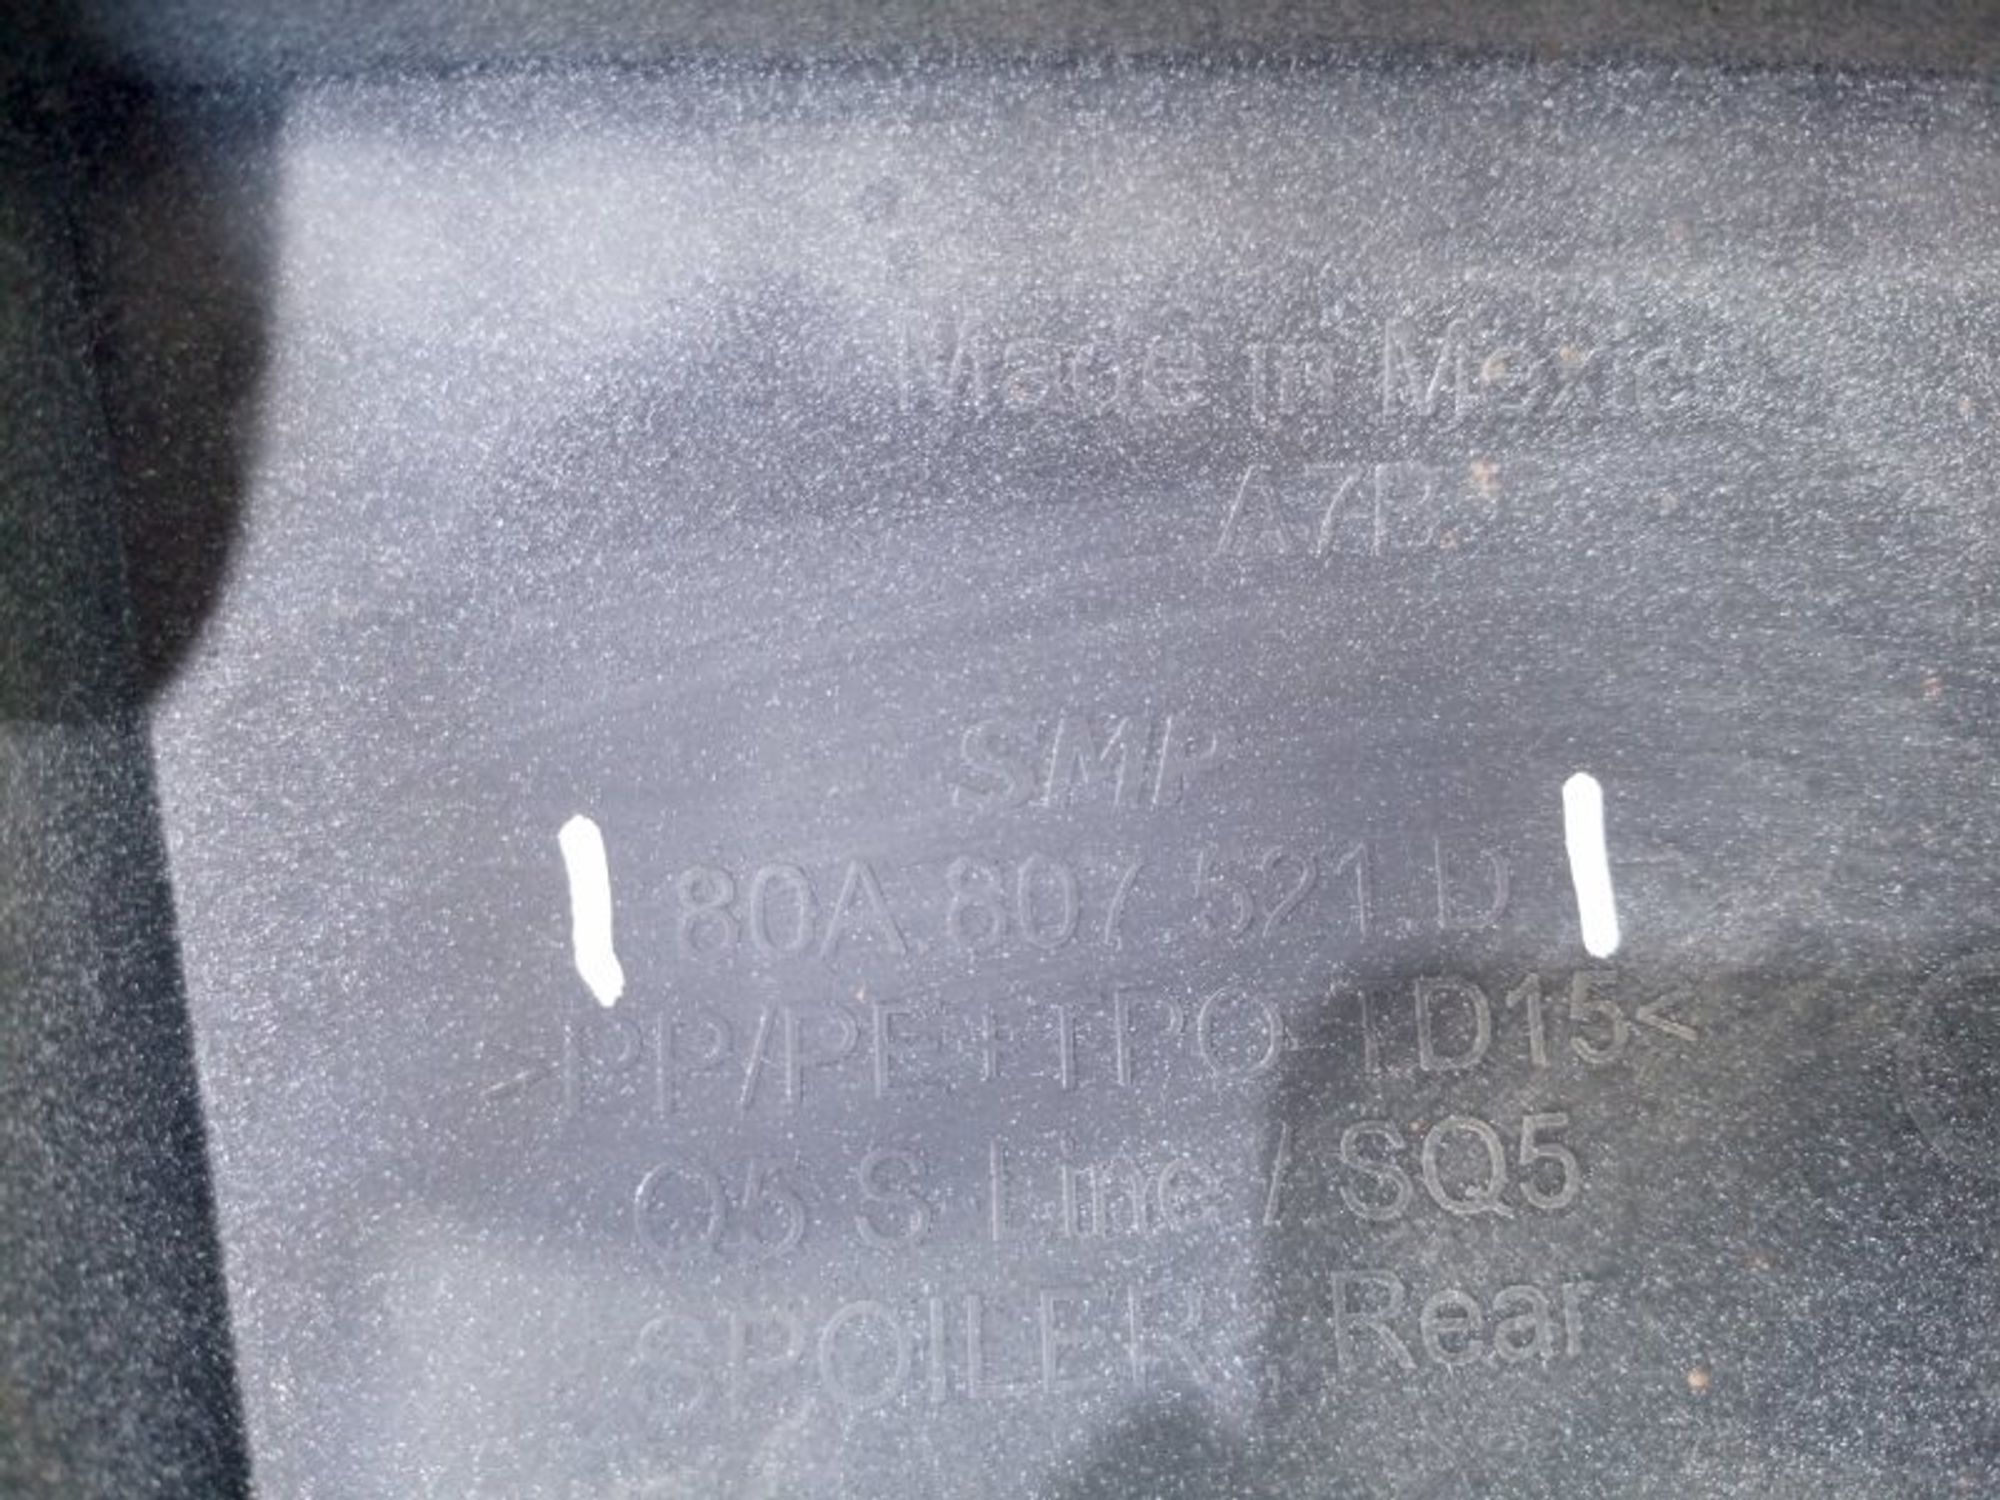 Made in Mexico
A7B
SMP
80A.807.521.D
>PP/PE+TPO-TD15<
Q5 S Line / SQ5
SPOILER, Rear